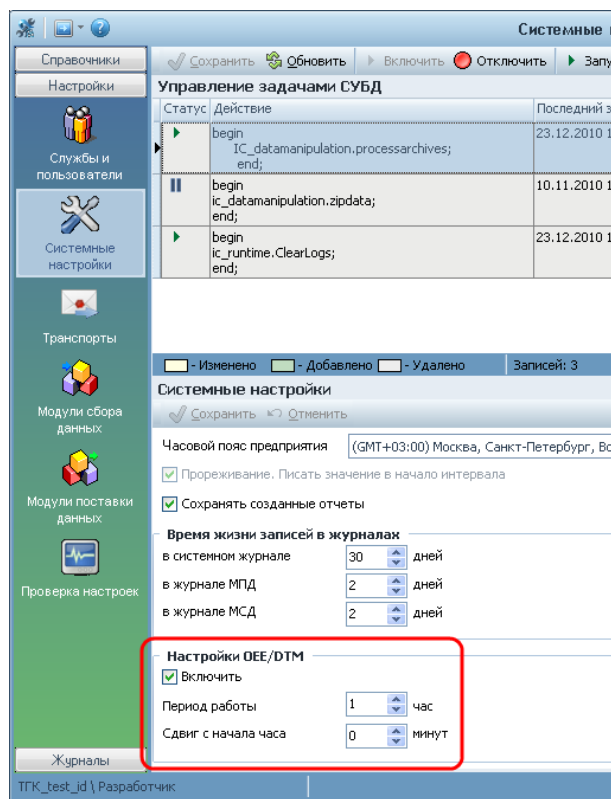 Системные
Справочники
Настройки
Службы и
пользователи
Системные
настройки
Транспорты
Модули сбора
данных
Модули поставки
данных
Проверка настроек
Журналы
Сохранить Обновить Включить Отключить Запу
Управление задачами СУБД
Статус Действие Последний з
begin 23.12.2010 1
IC_datamanipulation.processarchives;
end;
begin 10.11.2010 1
ic_datamanipulation.zipdata;
end;
begin 23.12.2010 1
ic_runtime.ClearLogs;
end;
- Изменено - Добавлено - Удалено Записей: 3
Системные настройки
Сохранить Отменить
Часовой пояс предприятия (GMT+03:00) Москва, Санкт-Петербург, Во
Прореживание. Писать значение в начало интервала
Сохранять созданные отчеты
Время жизни записей в журналах
в системном журнале 30 дней
в журнале МПД 2 дней
в журнале МСД 2 дней
Настройки OEE/DTM
Включить
Период работы 1 час
Сдвиг с начала часа 0 минут
ТГК_test_id \ Разработчик